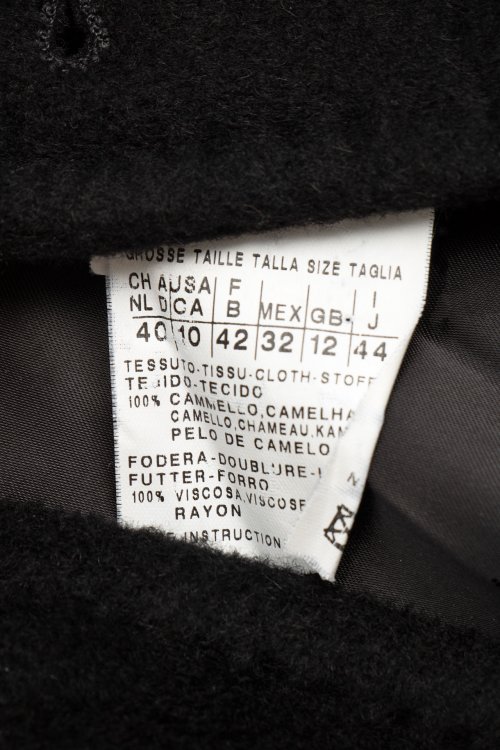 GROSSE TAILLE TALLA SIZE TAGLIA
CH A USA F I
NL D CA B MEX GB- J
40 10 42 32 12 44
TESSUTO-TISSU-CLOTH-STOFF
TEJIDO-TECIDO
100% CAMMELLO,CAMELHA
CAMELLO,CHAMEAU,KAM
PELO DE CAMELO
FODERA-DOUBLURE-
FUTTER-FORRO
100% VISCOSA,VISCOSE
RAYON
INSTRUCTION